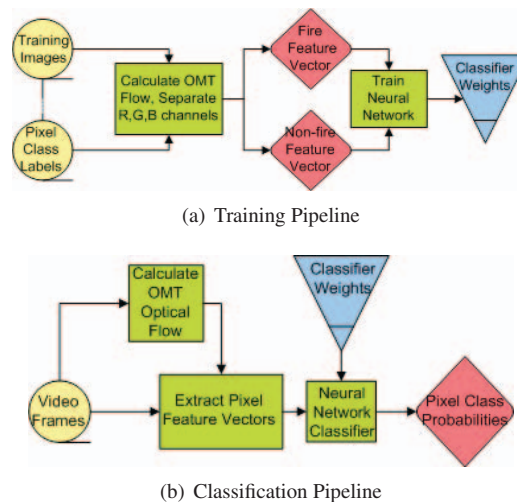 Training
Images
Pixel
Class
Labels
Calculate OMT
Flow, Separate
R,G,B channels
Fire
Feature
Vector
Non-fire
Feature
Vector
Train
Neural
Network
Classifier
Weights
(a) Training Pipeline
Calculate
OMT
Optical
Flow
Classifier
Weights
Video
Frames
Extract Pixel
Feature Vectors
Neural
Network
Classifier
Pixel Class
Probabilities
(b) Classification Pipeline